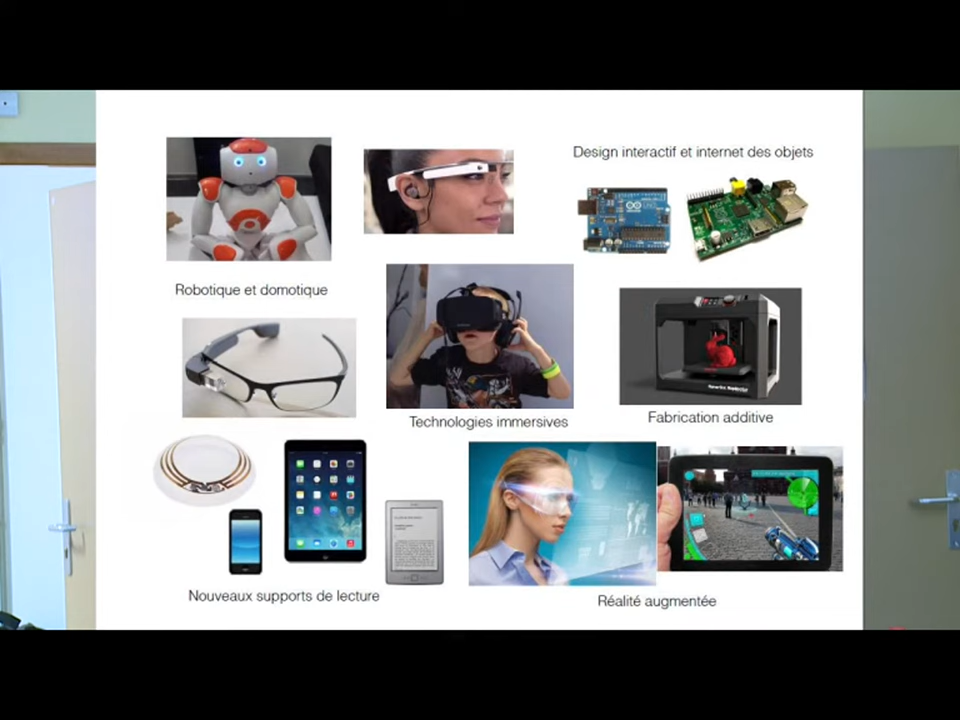 Design interactif et internet des objets
Robotique et domotique
Technologies immersives
Fabrication additive
Nouveaux supports de lecture
Réalité augmentée